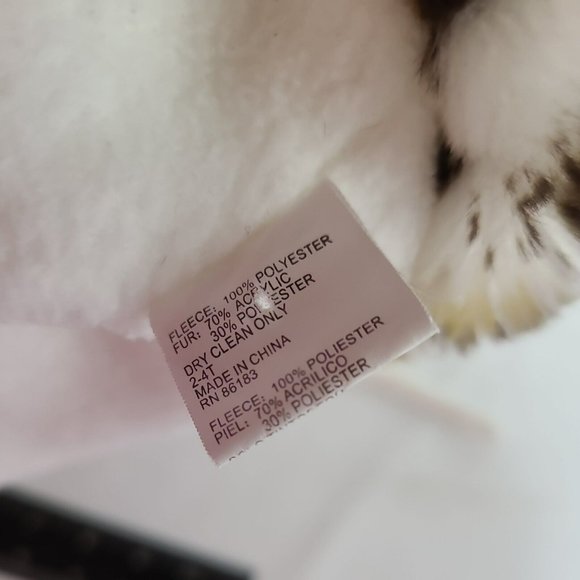 FLEECE: 100% POLYESTER
FUR: 70% ACRYLIC
30% POLYESTER
DRY CLEAN ONLY
2-4T
MADE IN CHINA
RN 86183
FLEECE: 100% POLIESTER
PIEL: 70% ACRILICO
30% POLIESTER